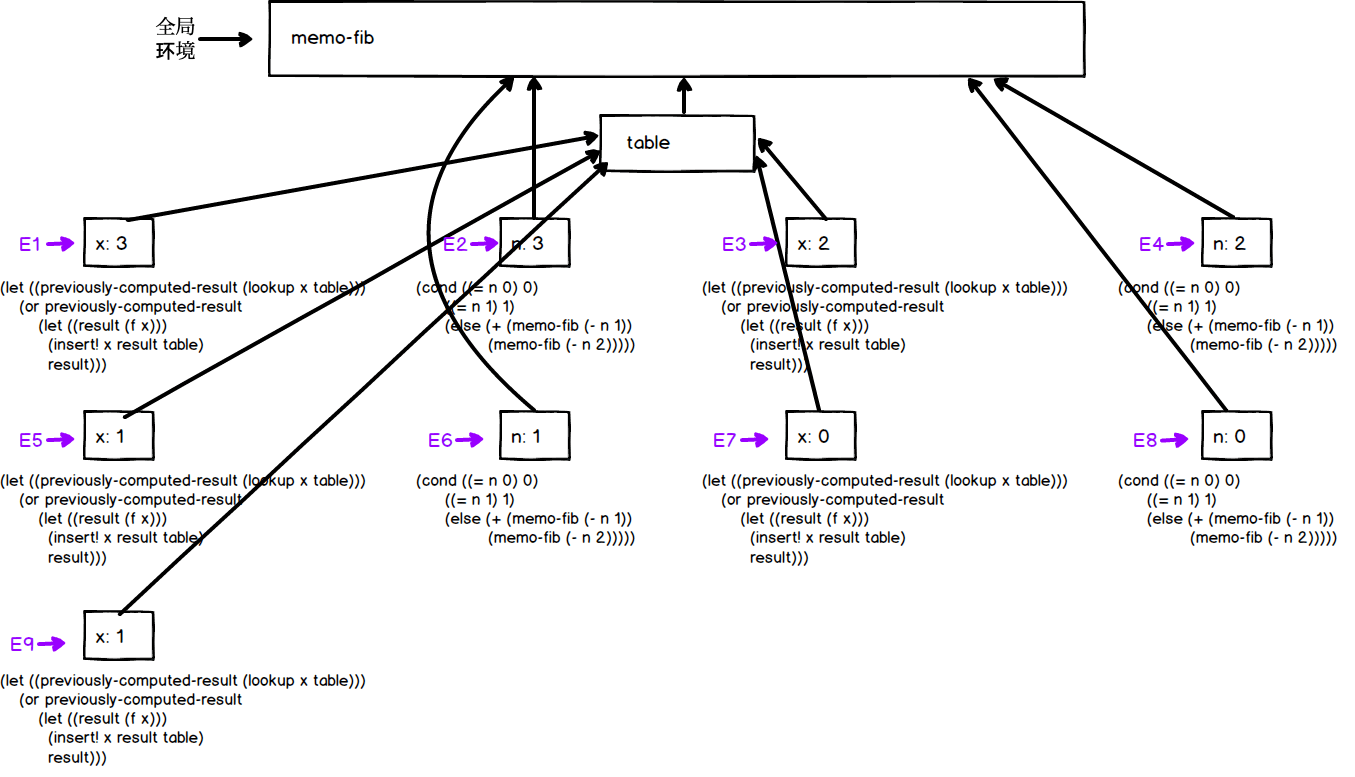 全局
环境
memo-fib
table
E1
x: 3
E2
n: 3
E3
x: 2
E4
n: 2
(let ((previously-computed-result (lookup x table)))
(or previously-computed-result
(let ((result (f x)))
(insert! x result table)
result)))
(cond ((= n 0) 0)
((= n 1) 1)
(else (+ (memo-fib (- n 1))
(memo-fib (- n 2)))))
(let ((previously-computed-result (lookup x table)))
(or previously-computed-result
(let ((result (f x)))
(insert! x result table)
result)))
(cond ((= n 0) 0)
((= n 1) 1)
(else (+ (memo-fib (- n 1))
(memo-fib (- n 2)))))
E5
x: 1
E6
n: 1
E7
x: 0
E8
n: 0
(let ((previously-computed-result (lookup x table)))
(or previously-computed-result
(let ((result (f x)))
(insert! x result table)
result)))
(cond ((= n 0) 0)
((= n 1) 1)
(else (+ (memo-fib (- n 1))
(memo-fib (- n 2)))))
(let ((previously-computed-result (lookup x table)))
(or previously-computed-result
(let ((result (f x)))
(insert! x result table)
result)))
(cond ((= n 0) 0)
((= n 1) 1)
(else (+ (memo-fib (- n 1))
(memo-fib (- n 2)))))
E9
x: 1
(let ((previously-computed-result (lookup x table)))
(or previously-computed-result
(let ((result (f x)))
(insert! x result table)
result)))